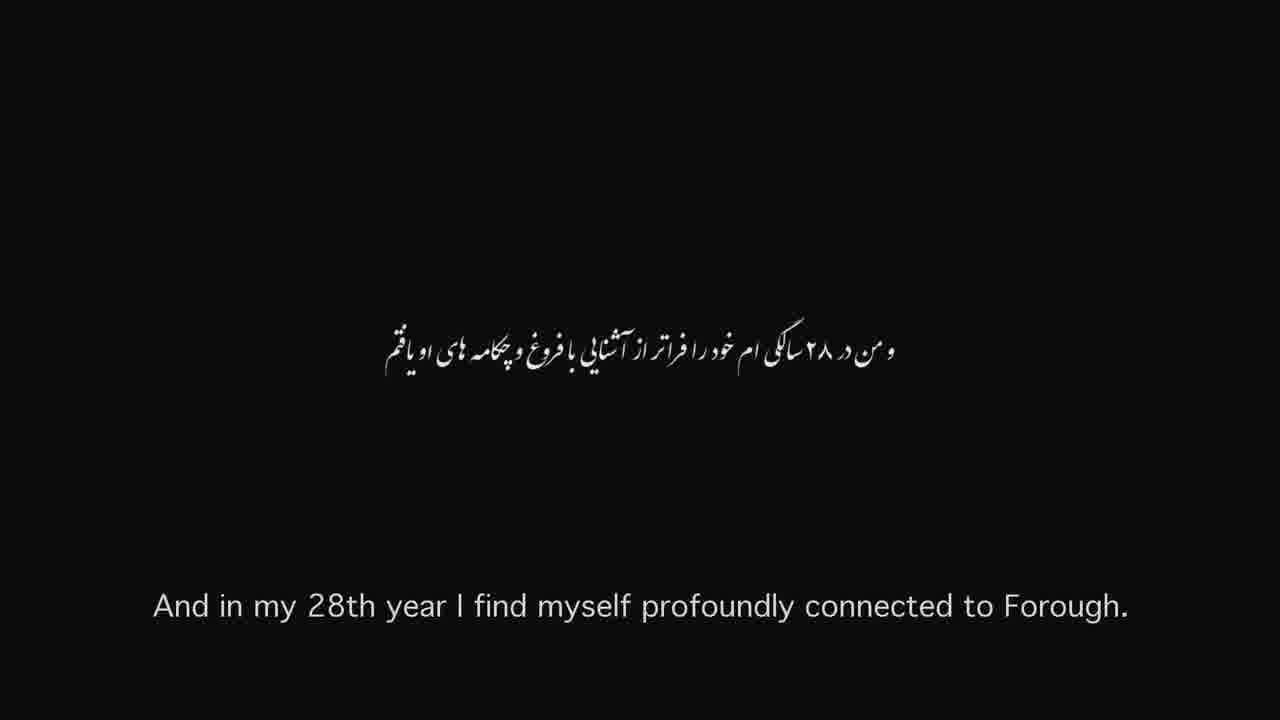 و من در ۲۸ سالگی ام خود را فراتر از آشنایی با فروغ و چکامه های او یافتم
And in my 28th year I find myself profoundly connected to Forough.